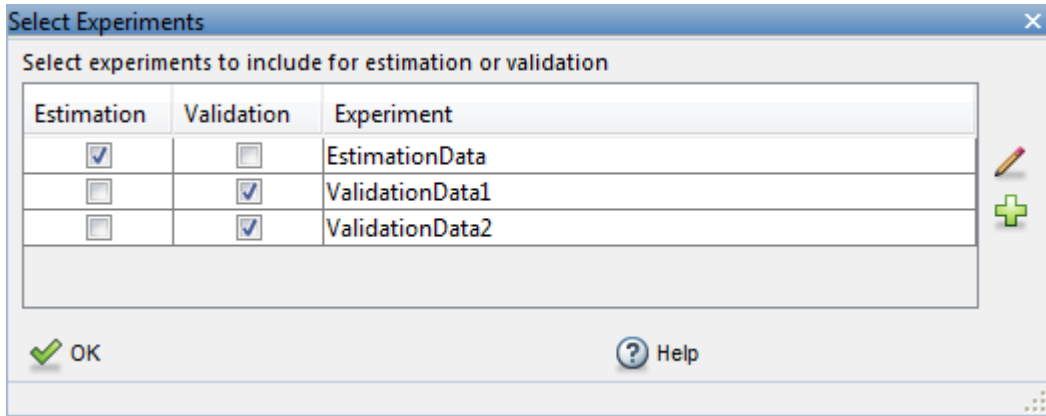 Select Experiments
Select experiments to include for estimation or validation
Estimation Validation Experiment
EstimationData
ValidationData1
ValidationData2
OK Help